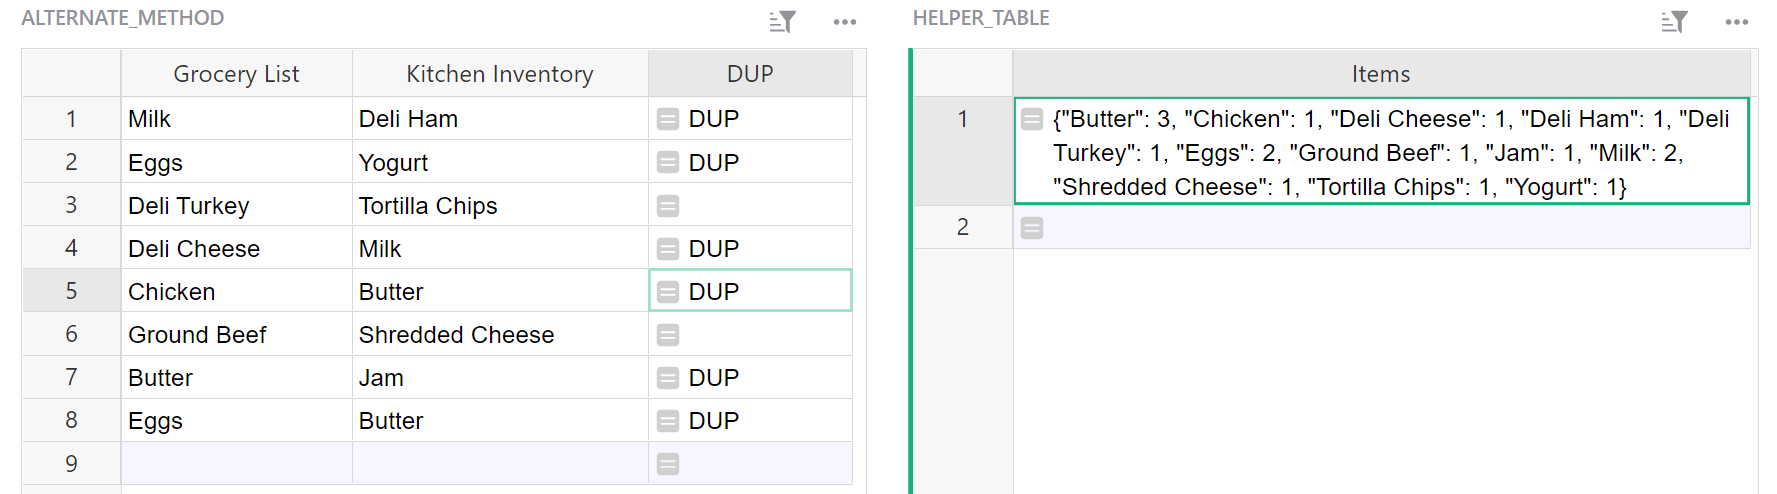 ALTERNATE_METHOD
Grocery List Kitchen Inventory DUP
1 Milk Deli Ham DUP
2 Eggs Yogurt DUP
3 Deli Turkey Tortilla Chips
4 Deli Cheese Milk DUP
5 Chicken Butter DUP
6 Ground Beef Shredded Cheese
7 Butter Jam DUP
8 Eggs Butter DUP
9
HELPER_TABLE
Items
1 {"Butter": 3, "Chicken": 1, "Deli Cheese": 1, "Deli Ham": 1, "Deli
Turkey": 1, "Eggs": 2, "Ground Beef": 1, "Jam": 1, "Milk": 2,
"Shredded Cheese": 1, "Tortilla Chips": 1, "Yogurt": 1}
2